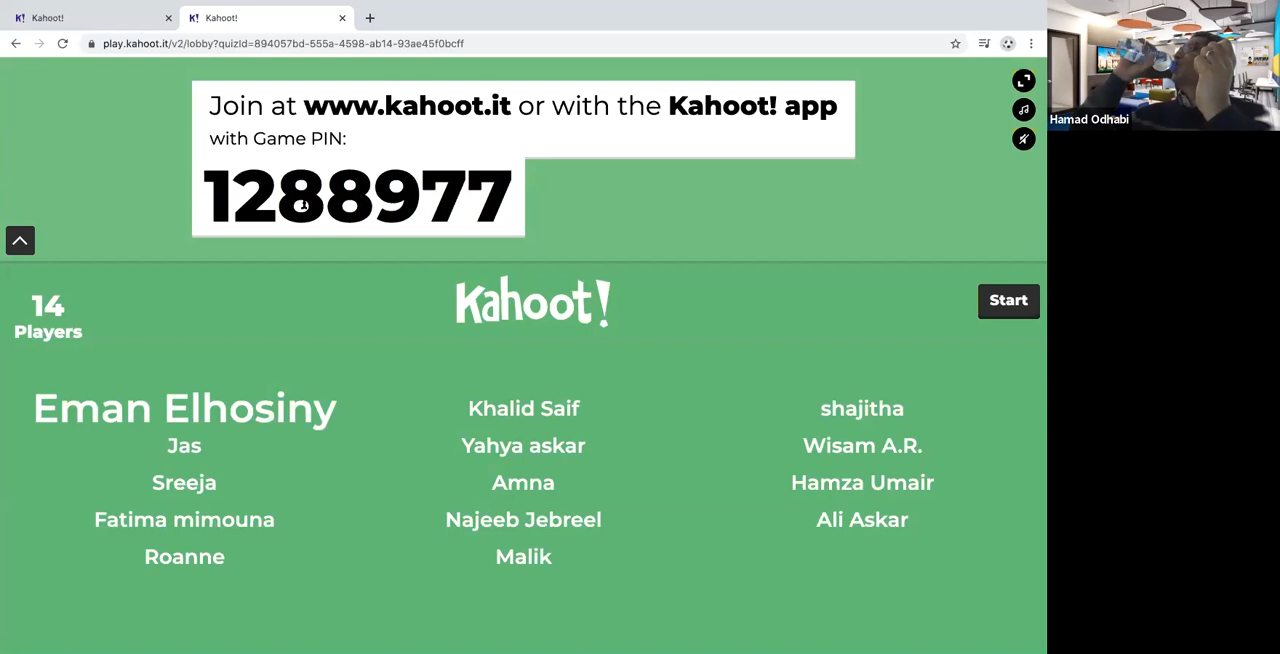 Kahoot!
Kahoot!
play.kahoot.it/v2/lobby?quizId=894057bd-555a-4598-ab14-93ae45f0bcff
Join at www.kahoot.it or with the Kahoot! app
with Game PIN:
1288977
14
Players
Kahoot!
Start
Eman Elhosiny
Khalid Saif
shajitha
Jas
Yahya askar
Wisam A.R.
Sreeja
Amna
Hamza Umair
Fatima mimouna
Najeeb Jebreel
Ali Askar
Roanne
Malik
Hamad Odhabi